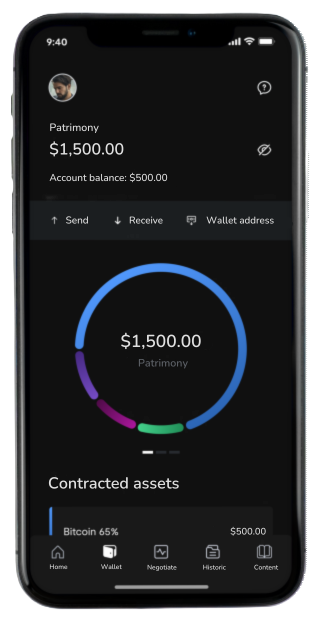 9:40
Patrimony
$1,500.00
Account balance: $500.00
Send Receive Wallet address
$1,500.00
Patrimony
Contracted assets
Bitcoin 65% $500.00
Home Wallet Negotiate Historic Content